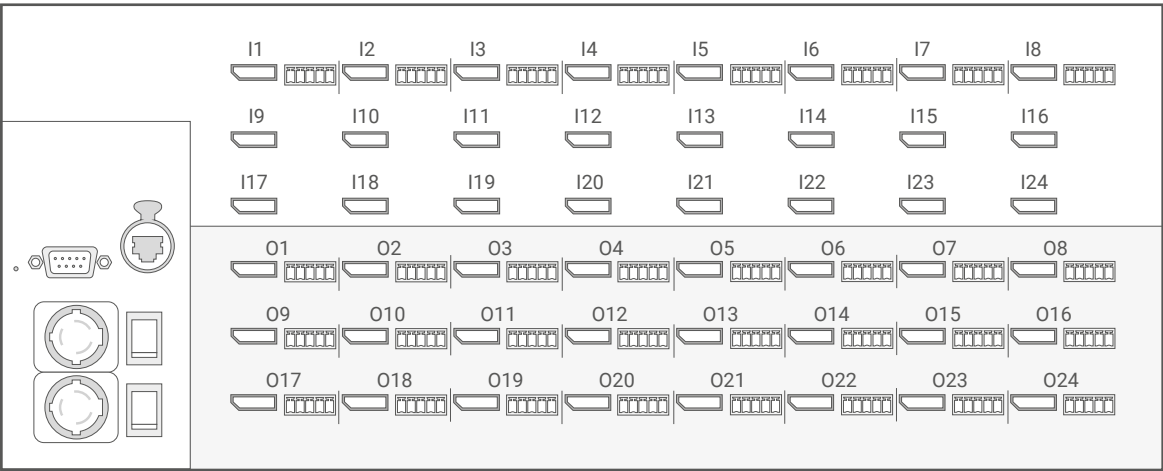 I1 I2 I3 I4 I5 I6 I7 I8
I9 I10 I11 I12 I13 I14 I15 I16
I17 I18 I19 I20 I21 I22 I23 I24
O1 O2 O3 O4 O5 O6 O7 O8
O9 O10 O11 O12 O13 O14 O15 O16
O17 O18 O19 O20 O21 O22 O23 O24